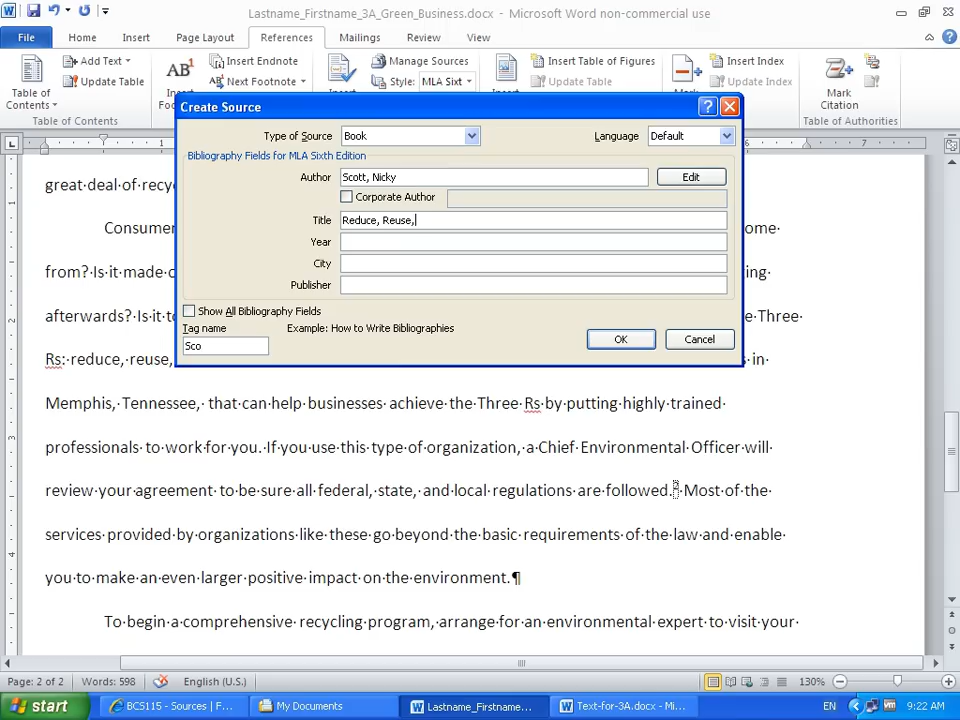 Lastname_Firstname_3A_Green_Business.docx - Microsoft Word non-commercial use
File Home Insert Page Layout References Mailings Review View
Add Text Insert Endnote Manage Sources Insert Table of Figures Insert Index
Table of Contents Update Table AB Next Footnote Style: MLA Sixt Update Table Update Index Mark Citation
Table of Contents Table of Authorities
Create Source
Type of Source Book Language Default
Bibliography Fields for MLA Sixth Edition
Author Scott, Nicky Edit
Corporate Author
Title Reduce, Reuse,
Year
City
Publisher
Show All Bibliography Fields
Tag name Example: How to Write Bibliographies
Sco OK Cancel
great deal of recy
Consumer ome
from? Is it made o ing
afterwards? Is it to e Three
Rs: reduce, reuse, s in
Memphis, Tennessee, that can help businesses achieve the Three Rs by putting highly trained
professionals to work for you. If you use this type of organization, a Chief Environmental Officer will
review your agreement to be sure all federal, state, and local regulations are followed. Most of the
services provided by organizations like these go beyond the basic requirements of the law and enable
you to make an even larger positive impact on the environment.¶
To begin a comprehensive recycling program, arrange for an environmental expert to visit your
Page: 2 of 2 Words: 598 English (U.S.) 130%
start BCS115 - Sources | F... My Documents Lastname_Firstname... Text-for-3A.docx - Mi... EN 9:22 AM